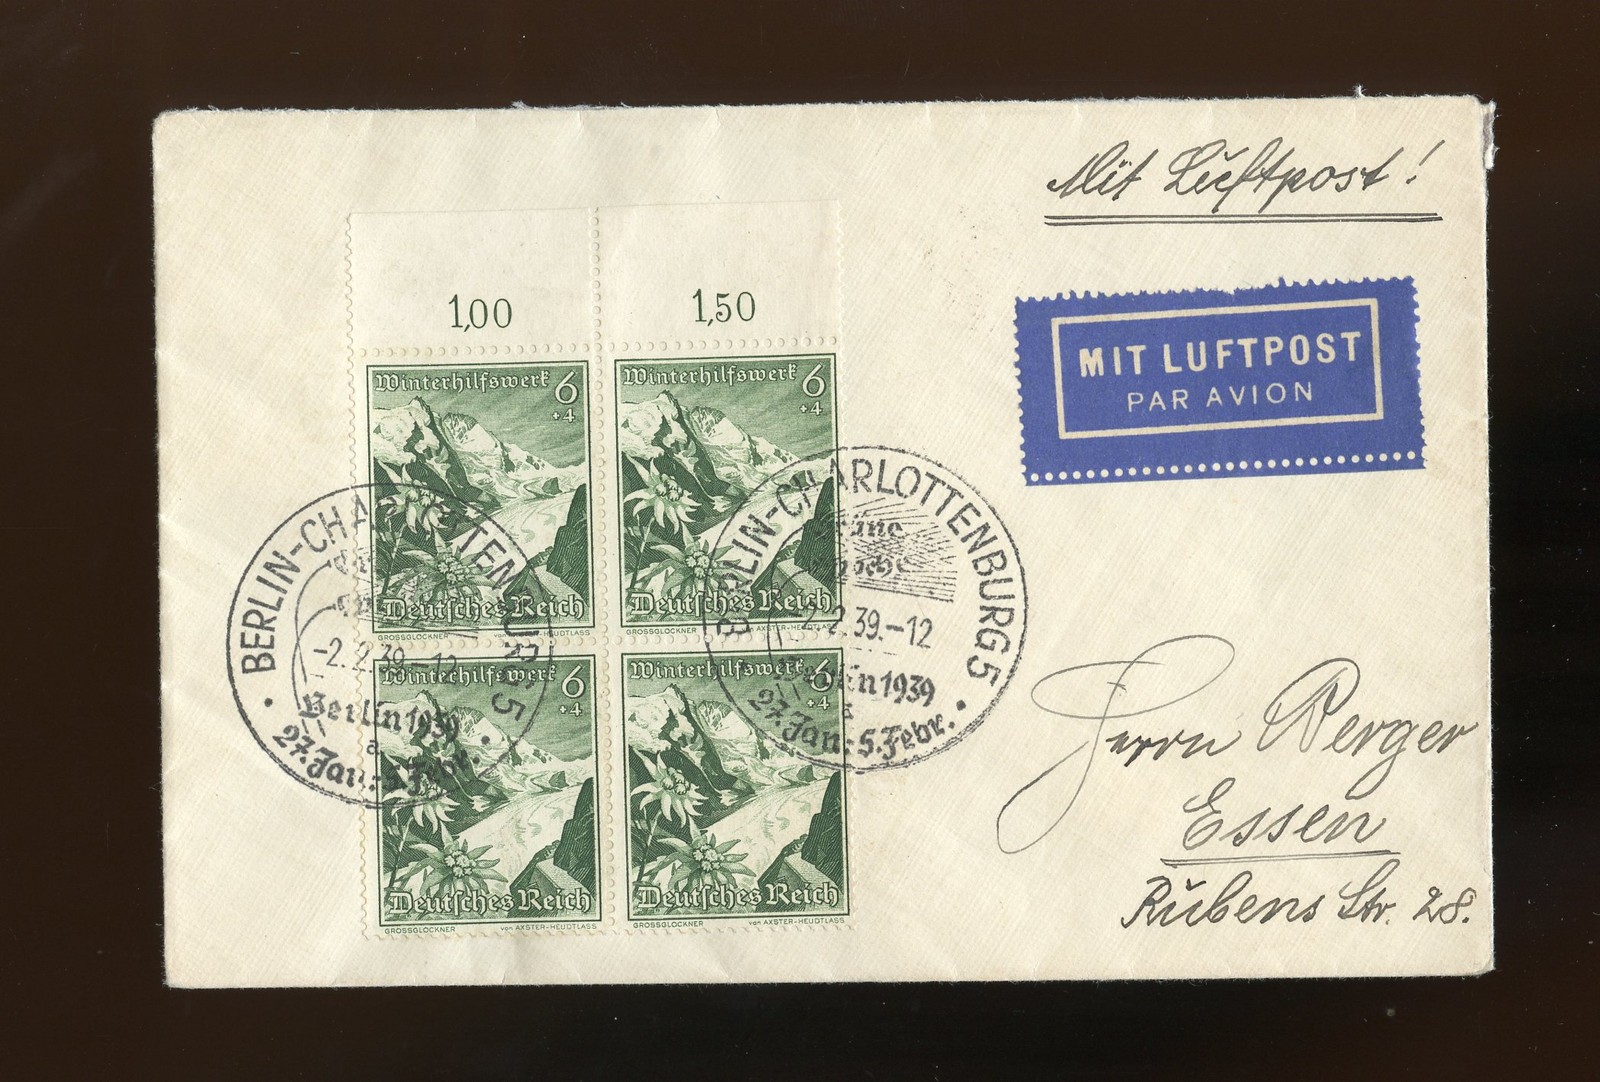 Mit Luftpost!
1,00
1,50
MIT LUFTPOST
PAR AVION
Winterhilfswerk 6
+4
Deutsches Reich
GROSSGLOCKNER von AXSTER-HEUDTLASS
Winterhilfswerk 6
+4
Deutsches Reich
GROSSGLOCKNER von AXSTER-HEUDTLASS
Winterhilfswerk 6
+4
Deutsches Reich
GROSSGLOCKNER von AXSTER-HEUDTLASS
Winterhilfswerk 6
+4
Deutsches Reich
GROSSGLOCKNER von AXSTER-HEUDTLASS
BERLIN-CHARLOTTENBURG 5
-2.2.39.-12
Berlin 1939
a
27. Jan.-5. Febr.
BERLIN-CHARLOTTENBURG 5
Grüne
Woche
-2.2.39.-12
Berlin 1939
27. Jan.-5. Febr.
Herrn Berger
Essen
Rubens Str. 28.